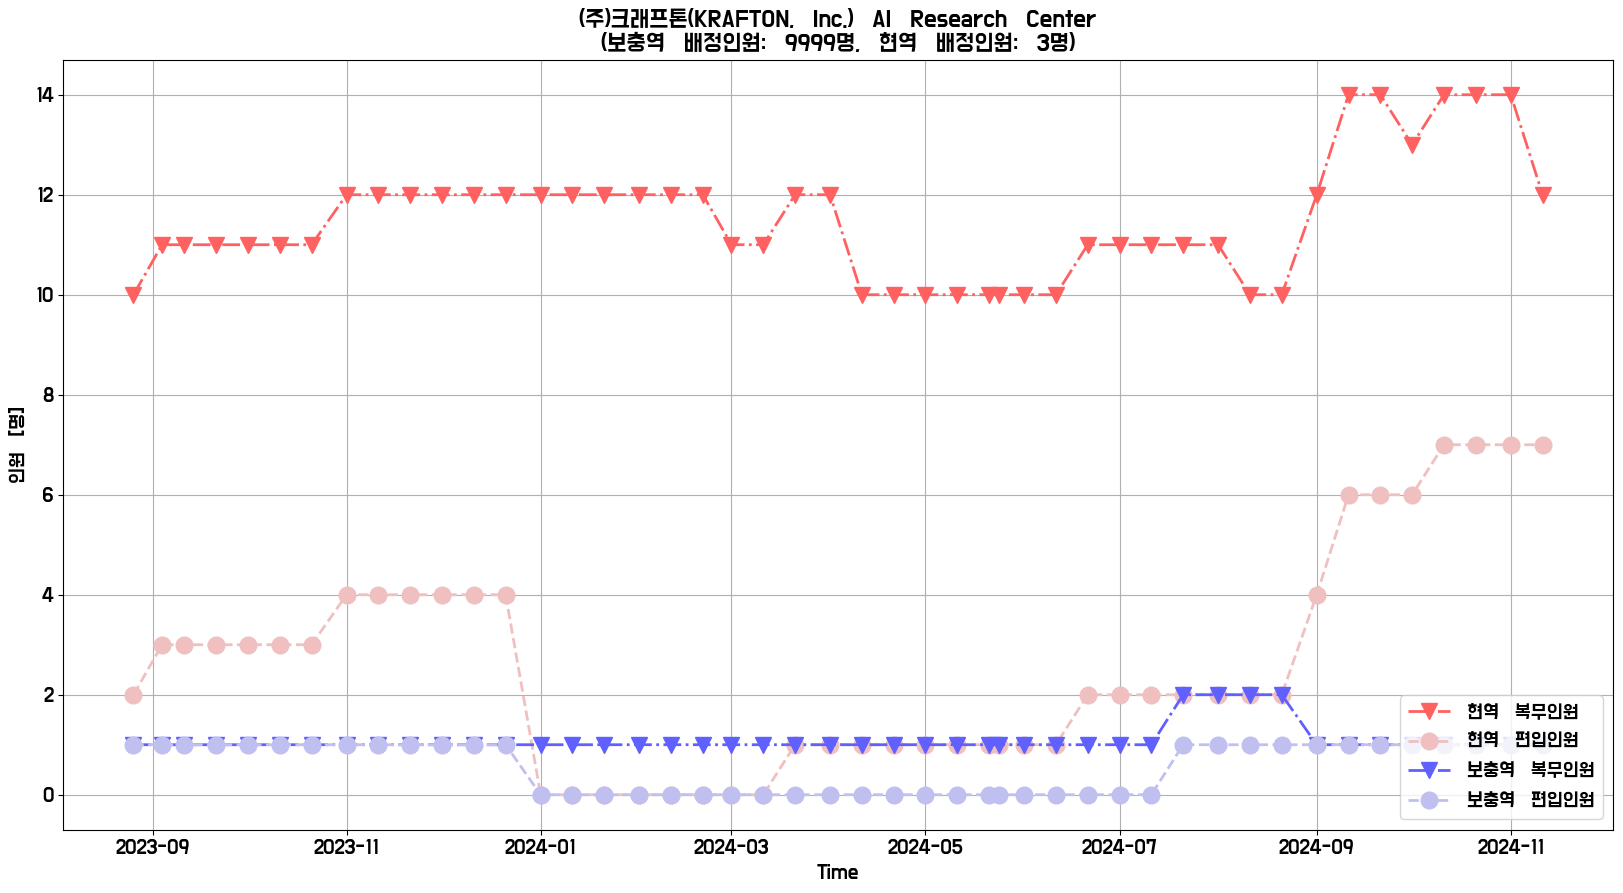 (주)크래프톤(KRAFTON, Inc.) AI Research Center
(보충역 배정인원: 9999명, 현역 배정인원: 3명)
14
12
10
8
6
4
2
0
인원 [명]
2023-09 2023-11 2024-01 2024-03 2024-05 2024-07 2024-09 2024-11
Time
현역 복무인원
현역 편입인원
보충역 복무인원
보충역 편입인원